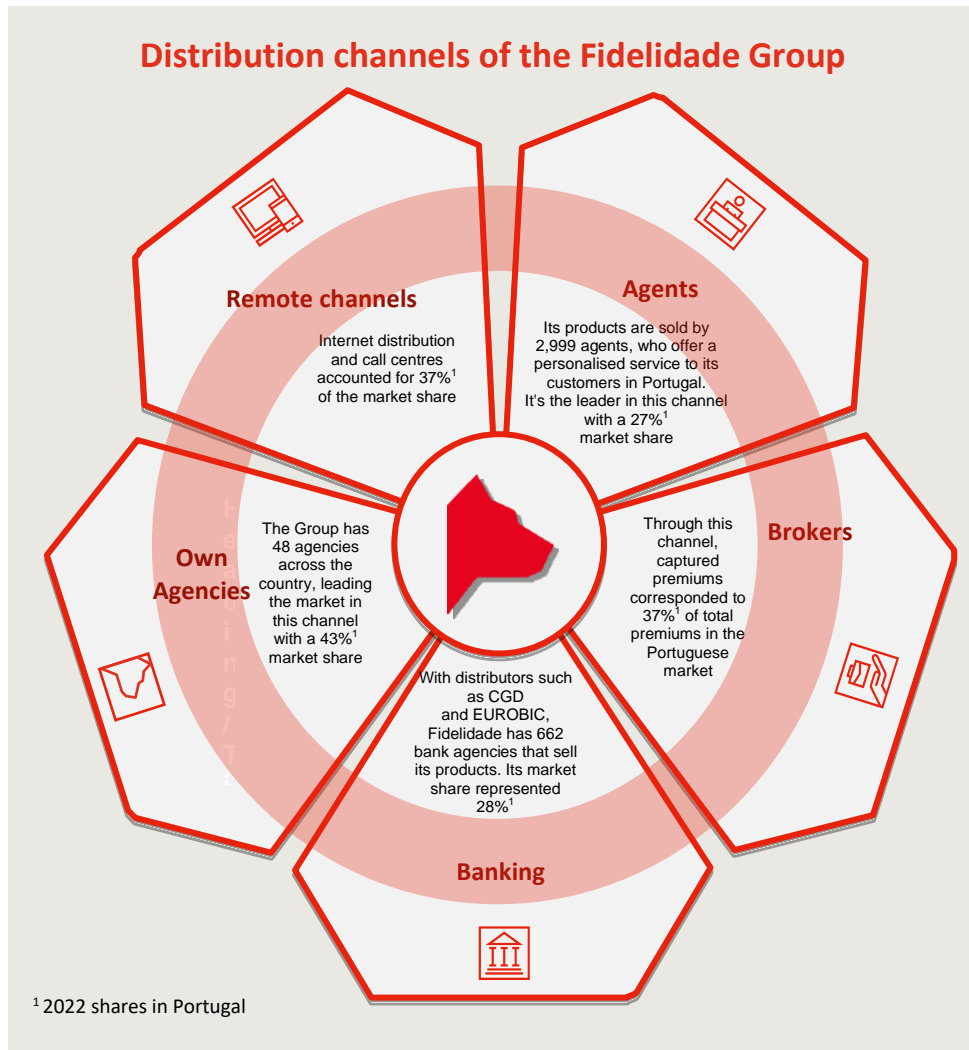 Distribution channels of the Fidelidade Group
Remote channels
Internet distribution
and call centres
accounted for 37%¹
of the market share
Agents
Its products are sold by
2,999 agents, who offer a
personalised service to its
customers in Portugal.
It's the leader in this channel
with a 27%¹
market share
Own
Agencies
The Group has
48 agencies
across the
country, leading
the market in
this channel
with a 43%¹
market share
Brokers
Through this
channel,
captured
premiums
corresponded to
37%¹ of total
premiums in the
Portuguese
market
With distributors such
as CGD
and EUROBIC,
Fidelidade has 662
bank agencies that sell
its products. Its market
share represented
28%¹
Banking
¹ 2022 shares in Portugal